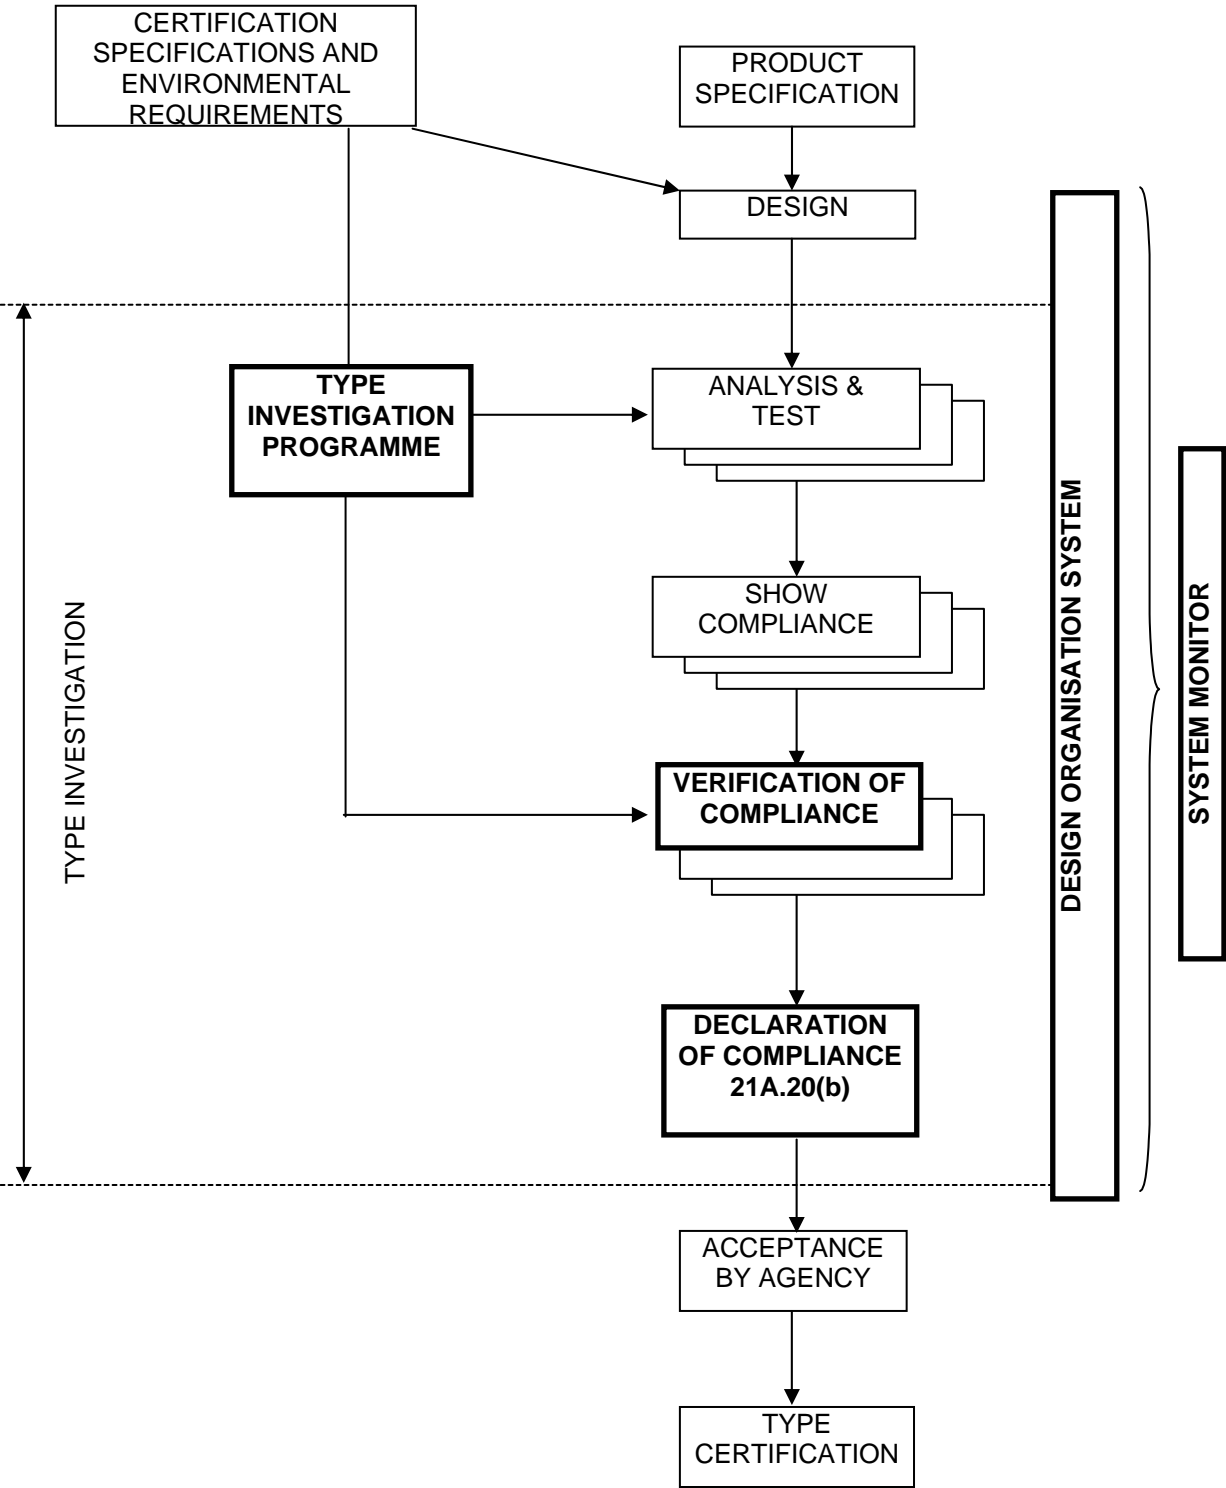 CERTIFICATION
SPECIFICATIONS AND
ENVIRONMENTAL
REQUIREMENTS
PRODUCT
SPECIFICATION
DESIGN
TYPE
INVESTIGATION
PROGRAMME
ANALYSIS &
TEST
SHOW
COMPLIANCE
VERIFICATION OF
COMPLIANCE
DECLARATION
OF COMPLIANCE
21A.20(b)
ACCEPTANCE
BY AGENCY
TYPE
CERTIFICATION
TYPE INVESTIGATION
DESIGN ORGANISATION SYSTEM
SYSTEM MONITOR